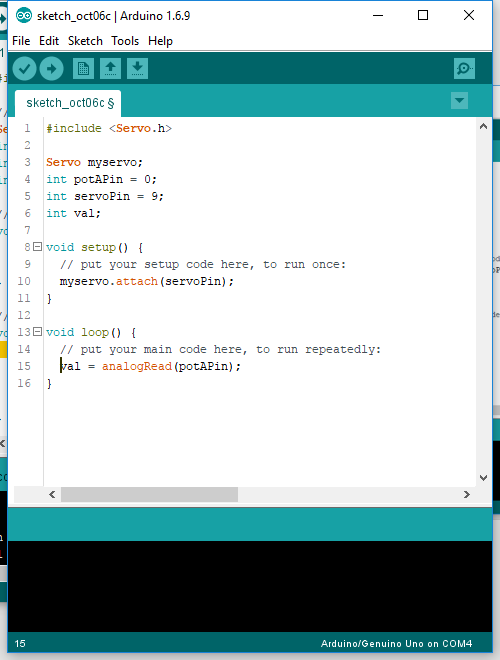 sketch_oct06c | Arduino 1.6.9
File Edit Sketch Tools Help
sketch_oct06c §
1 #include <Servo.h>
2
3 Servo myservo;
4 int potAPin = 0;
5 int servoPin = 9;
6 int val;
7
8 void setup() {
9 // put your setup code here, to run once:
10 myservo.attach(servoPin);
11 }
12
13 void loop() {
14 // put your main code here, to run repeatedly:
15 val = analogRead(potAPin);
16 }
15 Arduino/Genuino Uno on COM4